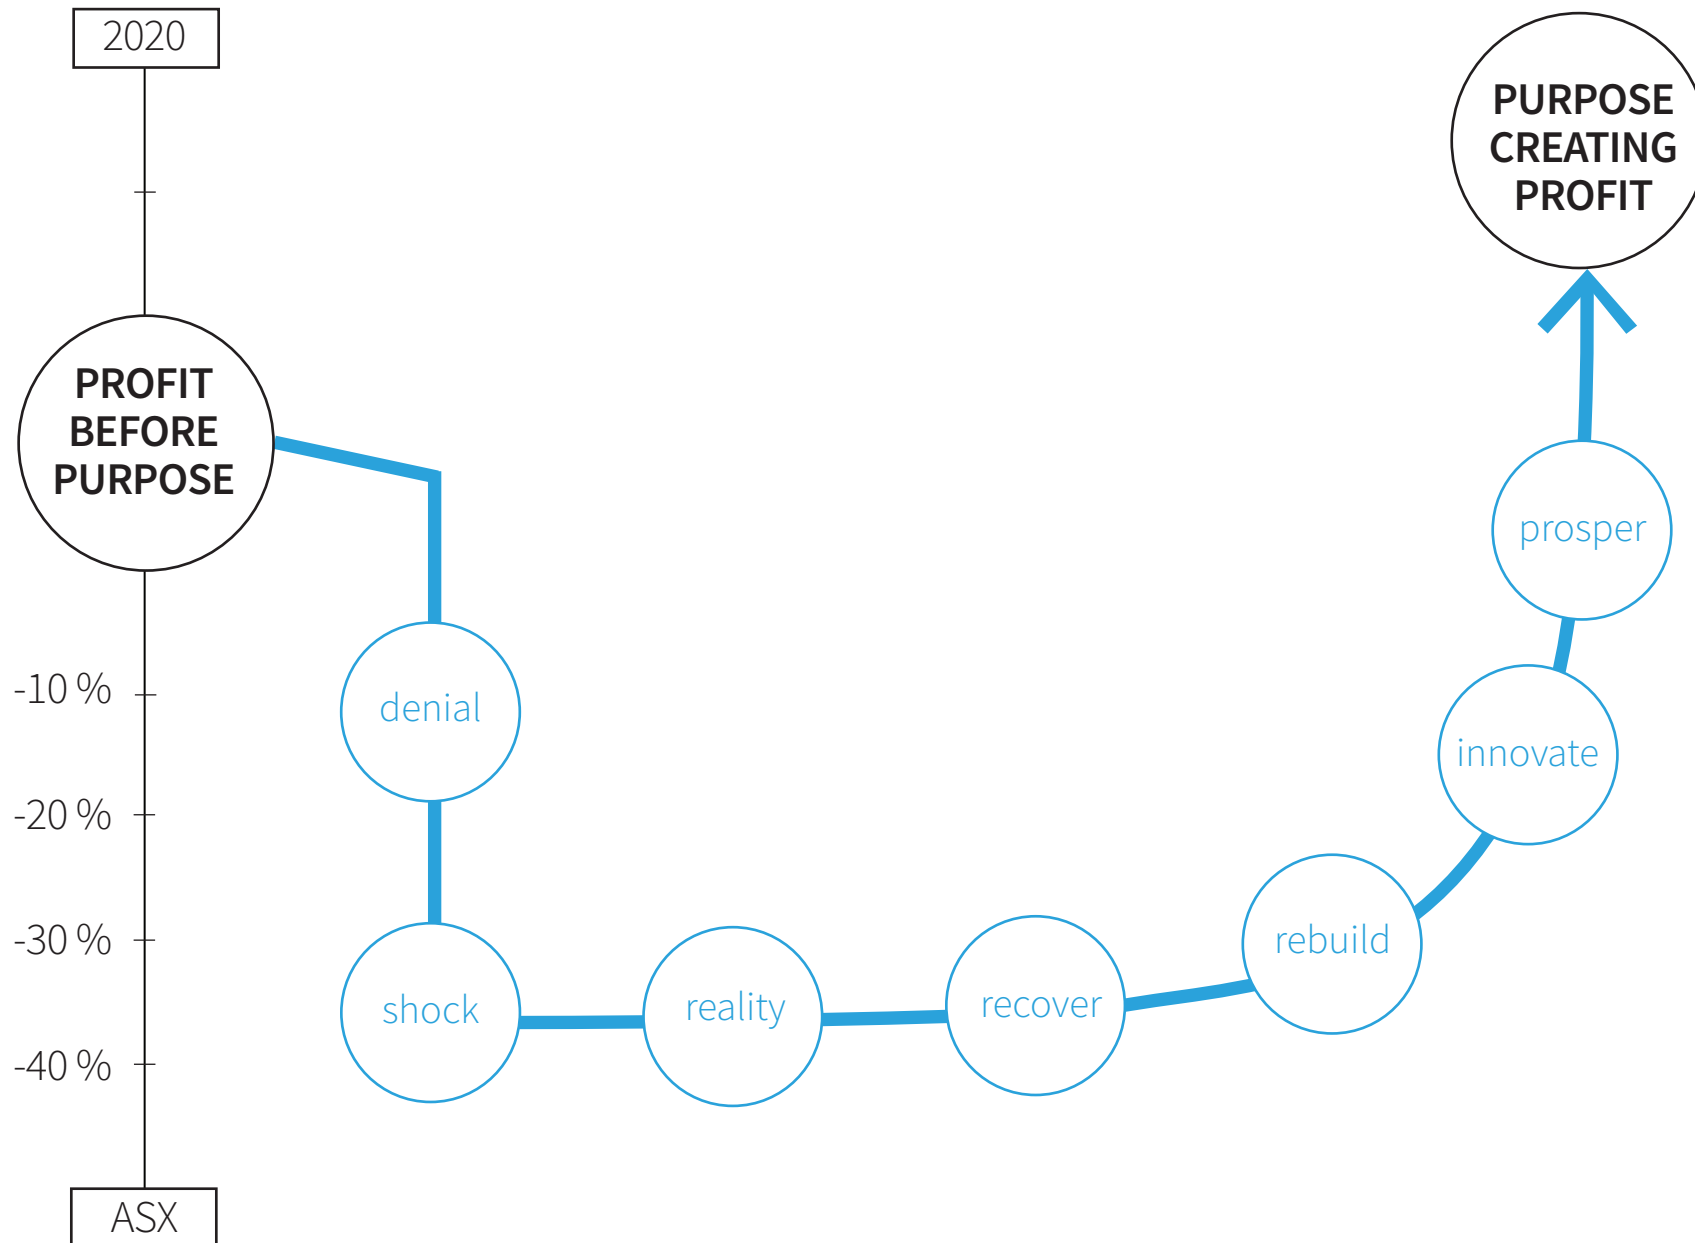 2020
PURPOSE
CREATING
PROFIT
PROFIT
BEFORE
PURPOSE
prosper
-10 %
denial
innovate
-20 %
-30 %
rebuild
shock
reality
recover
-40 %
ASX